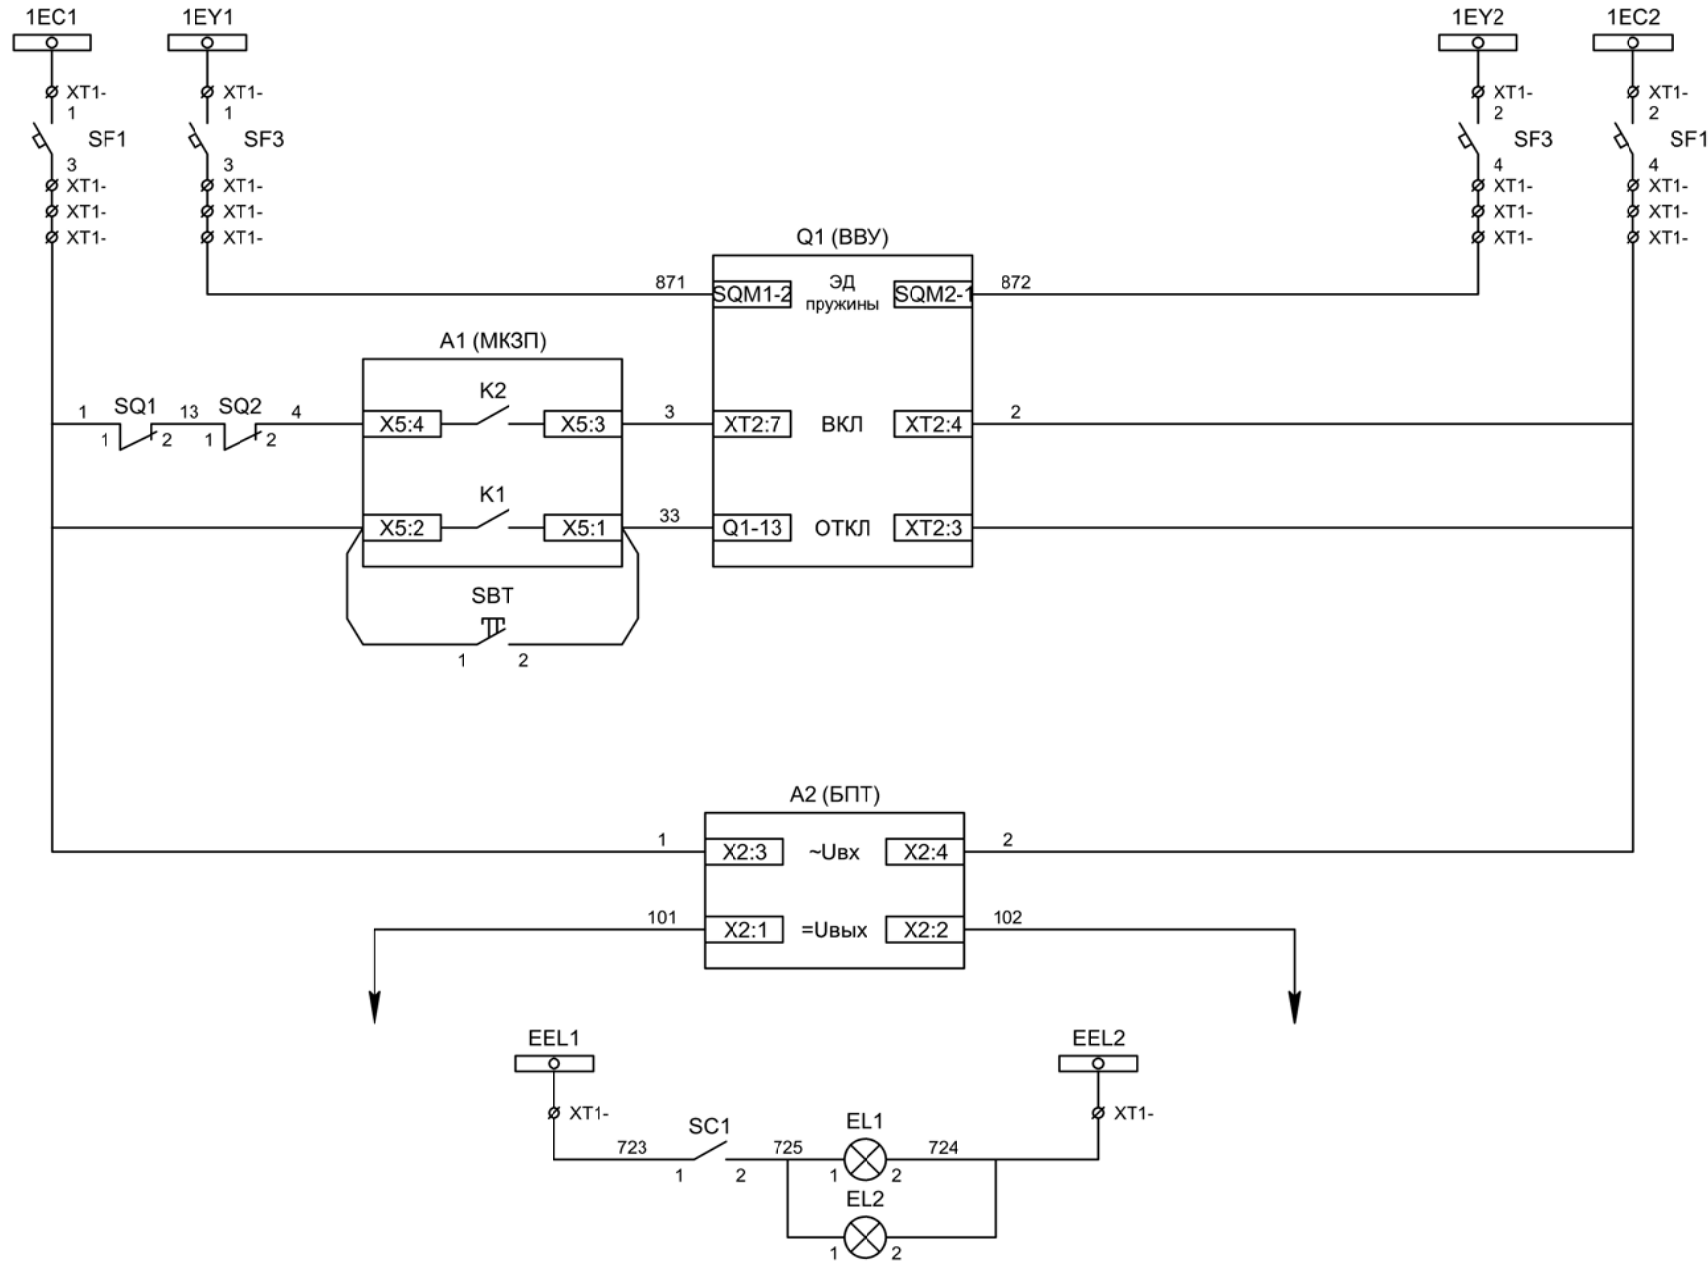 1EC1 1EY1 1EY2 1EC2
XT1- XT1- XT1- XT1-
1 1 2 2
SF1 SF3 SF3 SF1
3 3 4 4
XT1- XT1- XT1- XT1-
XT1- XT1- XT1- XT1-
XT1- XT1- XT1- XT1-
Q1 (ВВУ)
871 SQM1-2 ЭД SQM2-1 872
пружины
A1 (МКЗП)
1 SQ1 13 SQ2 4 K2 3 2
1 2 1 2 X5:4 X5:3 XT2:7 ВКЛ XT2:4
K1 33
X5:2 X5:1 Q1-13 ОТКЛ XT2:3
SBT
1 2
A2 (БПТ)
1 X2:3 ~Uвх X2:4 2
101 X2:1 =Uвых X2:2 102
EEL1 EEL2
XT1- XT1-
723 SC1 725 EL1 724
1 2 1 2
EL2
1 2